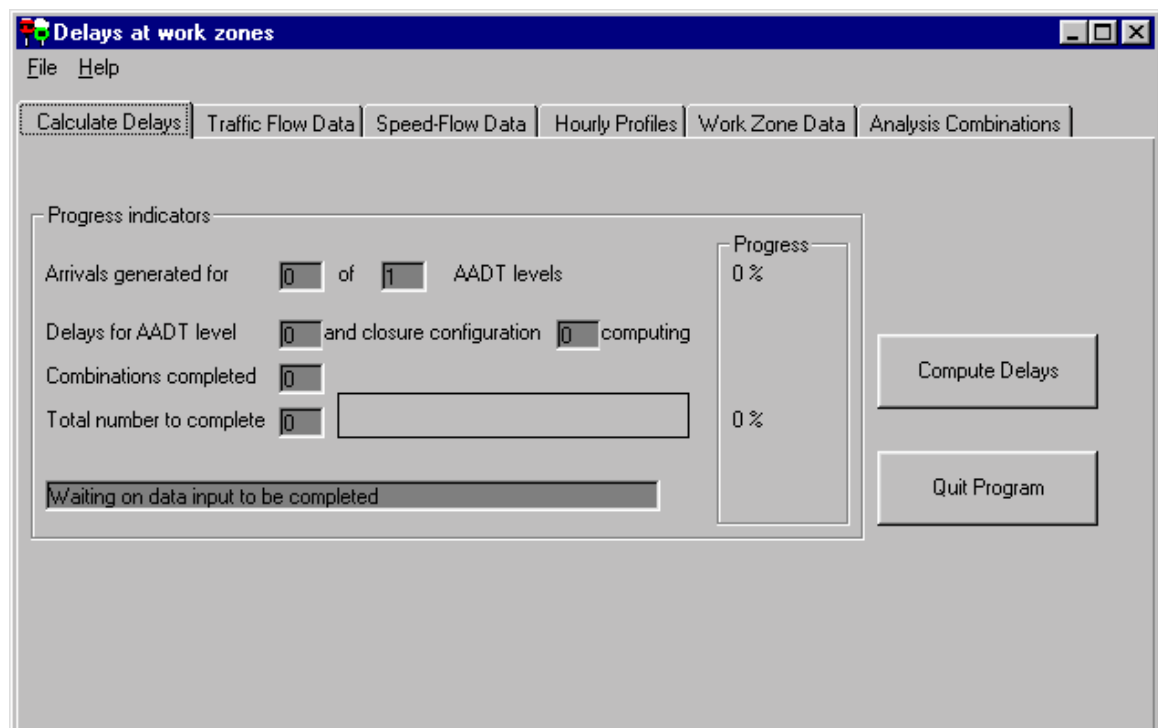 Delays at work zones
File Help
Calculate Delays Traffic Flow Data Speed-Flow Data Hourly Profiles Work Zone Data Analysis Combinations
Progress indicators
Progress
Arrivals generated for 0 of 1 AADT levels 0 %
Delays for AADT level 0 and closure configuration 0 computing
Combinations completed 0
Compute Delays
Total number to complete 0 0 %
Waiting on data input to be completed
Quit Program